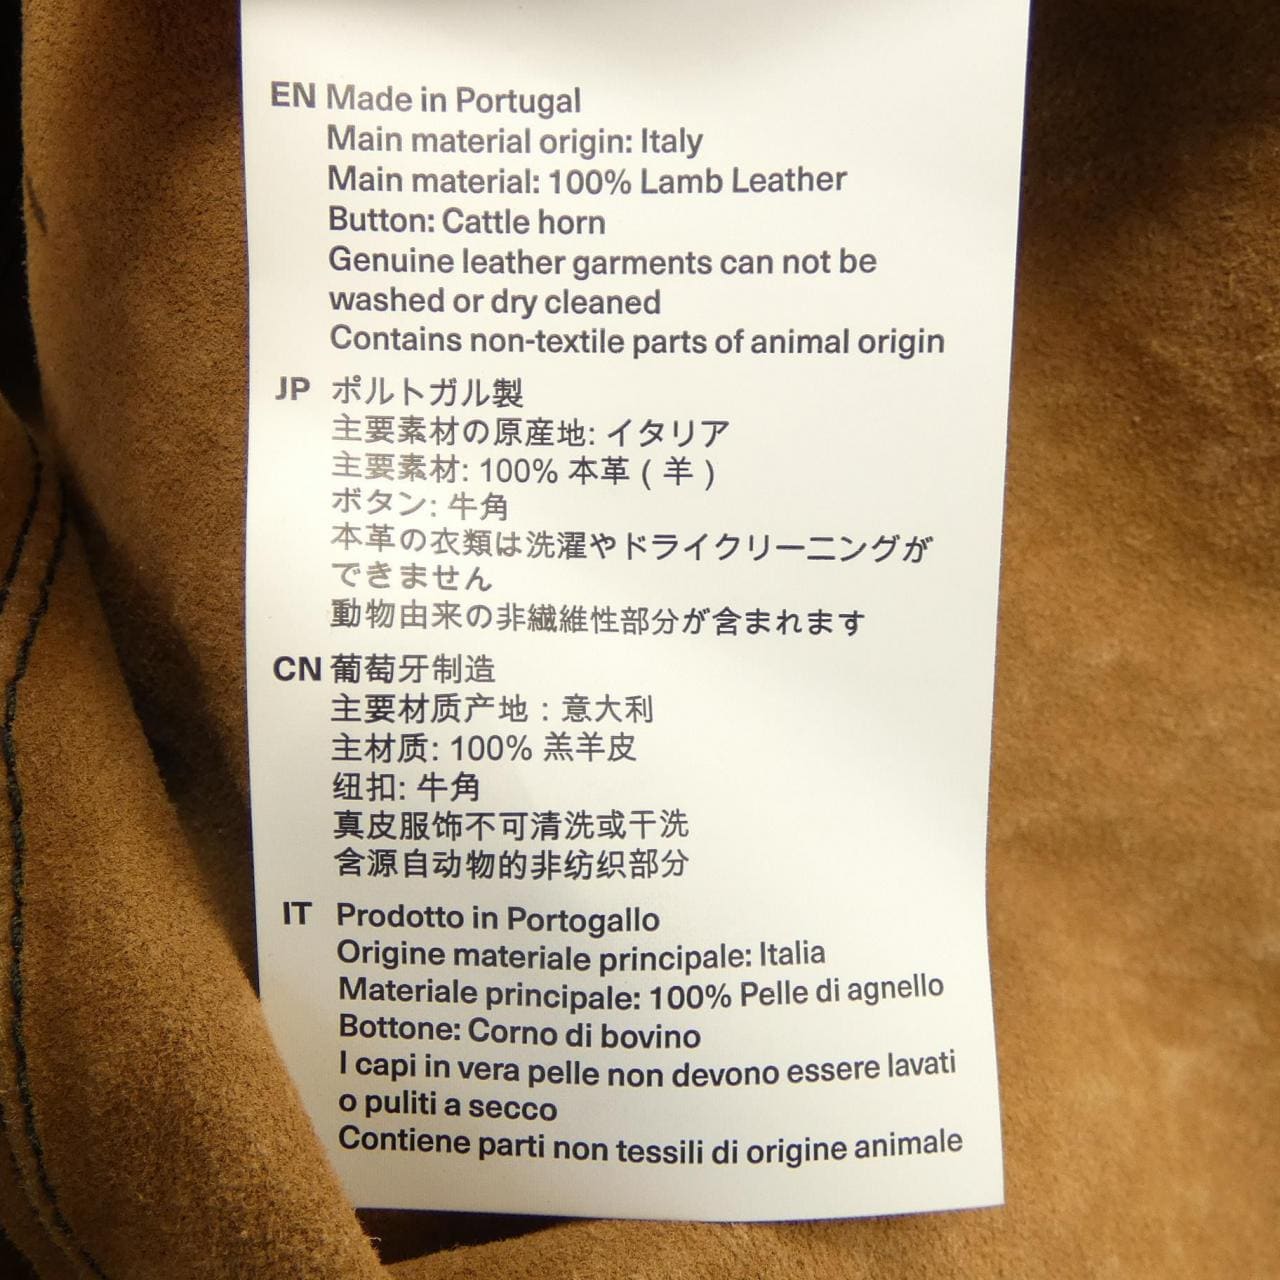 EN Made in Portugal
Main material origin: Italy
Main material: 100% Lamb Leather
Button: Cattle horn
Genuine leather garments can not be
washed or dry cleaned
Contains non-textile parts of animal origin
JP ポルトガル製
主要素材の原産地: イタリア
主要素材: 100% 本革 ( 羊 )
ボタン: 牛角
本革の衣類は洗濯やドライクリーニングが
できません
動物由来の非繊維性部分が含まれます
CN 葡萄牙制造
主要材质产地：意大利
主材质: 100% 羔羊皮
纽扣: 牛角
真皮服饰不可清洗或干洗
含源自动物的非纺织部分
IT Prodotto in Portogallo
Origine materiale principale: Italia
Materiale principale: 100% Pelle di agnello
Bottone: Corno di bovino
I capi in vera pelle non devono essere lavati
o puliti a secco
Contiene parti non tessili di origine animale